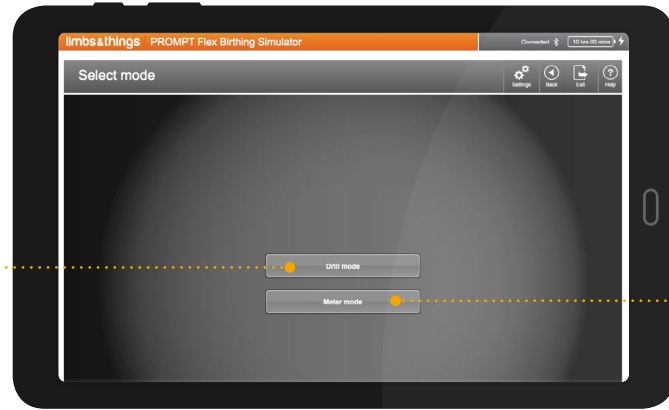 limbs&things PROMPT Flex Birthing Simulator
Connected 10 hrs 00 mins
Select mode
Settings Back Exit Help
Drill mode
Meter mode